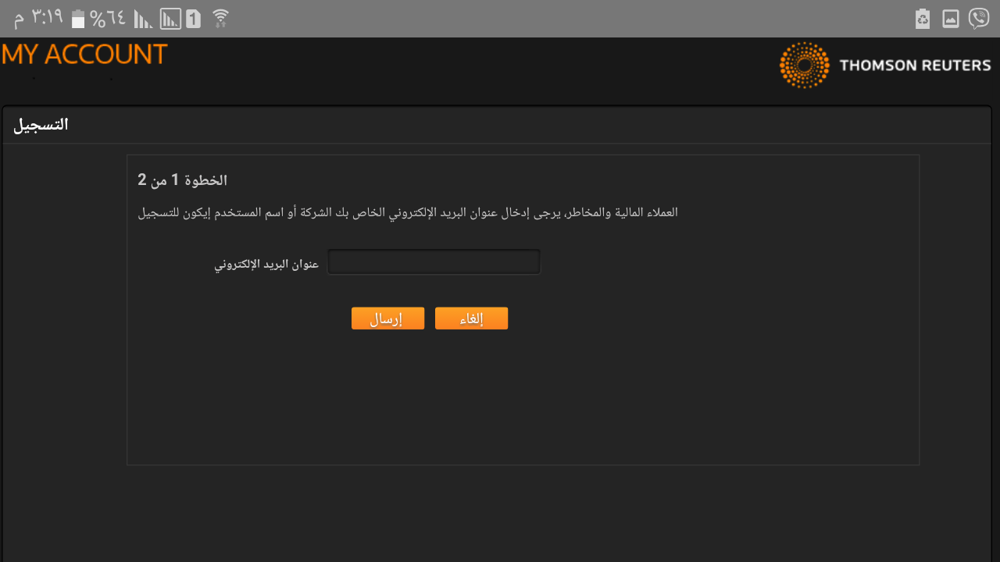 ٣:١٩ م
٦٤%
1
MY ACCOUNT
THOMSON REUTERS
التسجيل
الخطوة 1 من 2
العملاء المالية والمخاطر، يرجى إدخال عنوان البريد الإلكتروني الخاص بك الشركة أو اسم المستخدم إيكون للتسجيل
عنوان البريد الإلكتروني
إرسال
إلغاء